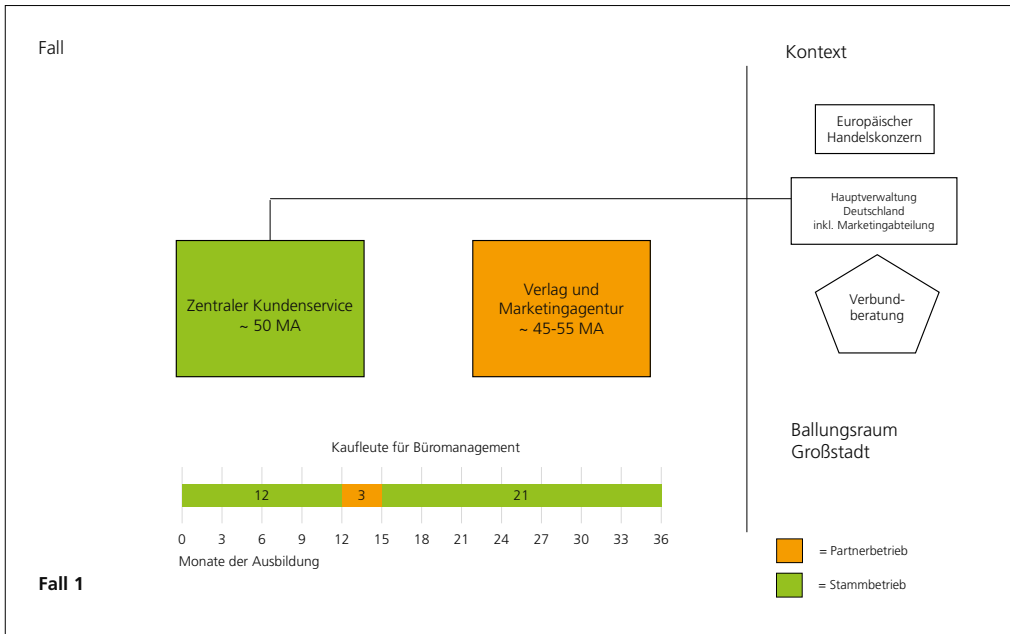 Fall
Kontext
Europäischer
Handelskonzern
Hauptverwaltung
Deutschland
inkl. Marketingabteilung
Zentraler Kundenservice
~ 50 MA
Verlag und
Marketingagentur
~ 45-55 MA
Verbund-
beratung
Ballungsraum
Großstadt
Kaufleute für Büromanagement
12 3 21
0 3 6 9 12 15 18 21 24 27 30 33 36
Monate der Ausbildung
= Partnerbetrieb
= Stammbetrieb
Fall 1